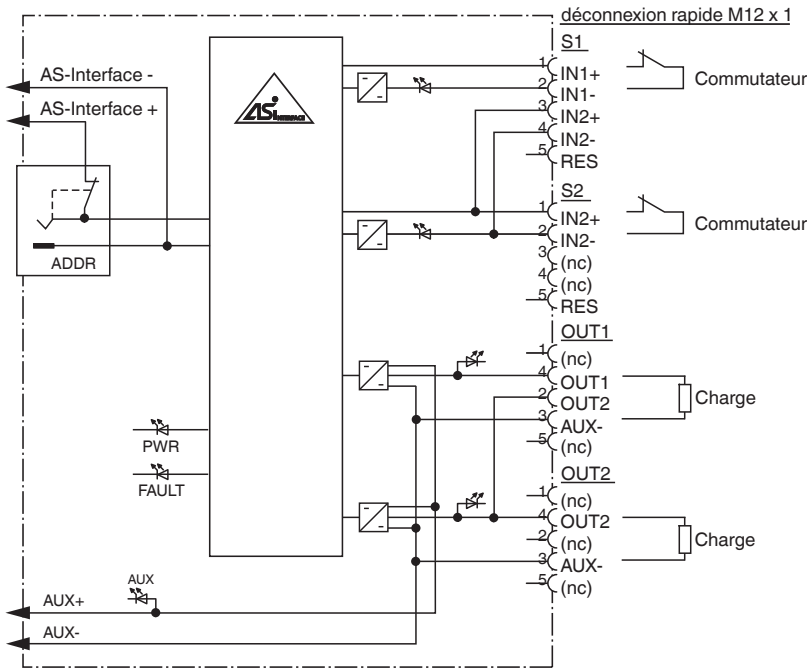 déconnexion rapide M12 x 1
S1
1 IN1+
2 IN1-
3 IN2+
4 IN2-
5 RES
Commutateur
AS-Interface -
AS-Interface +
ASi INTERFACE
ADDR
S2
1 IN2+
2 IN2-
3 (nc)
4 (nc)
5 RES
Commutateur
OUT1
1 (nc)
4 OUT1
2 OUT2
3 AUX-
5 (nc)
Charge
PWR
FAULT
OUT2
1 (nc)
4 OUT2
2 (nc)
3 AUX-
5 (nc)
Charge
AUX
AUX+
AUX-